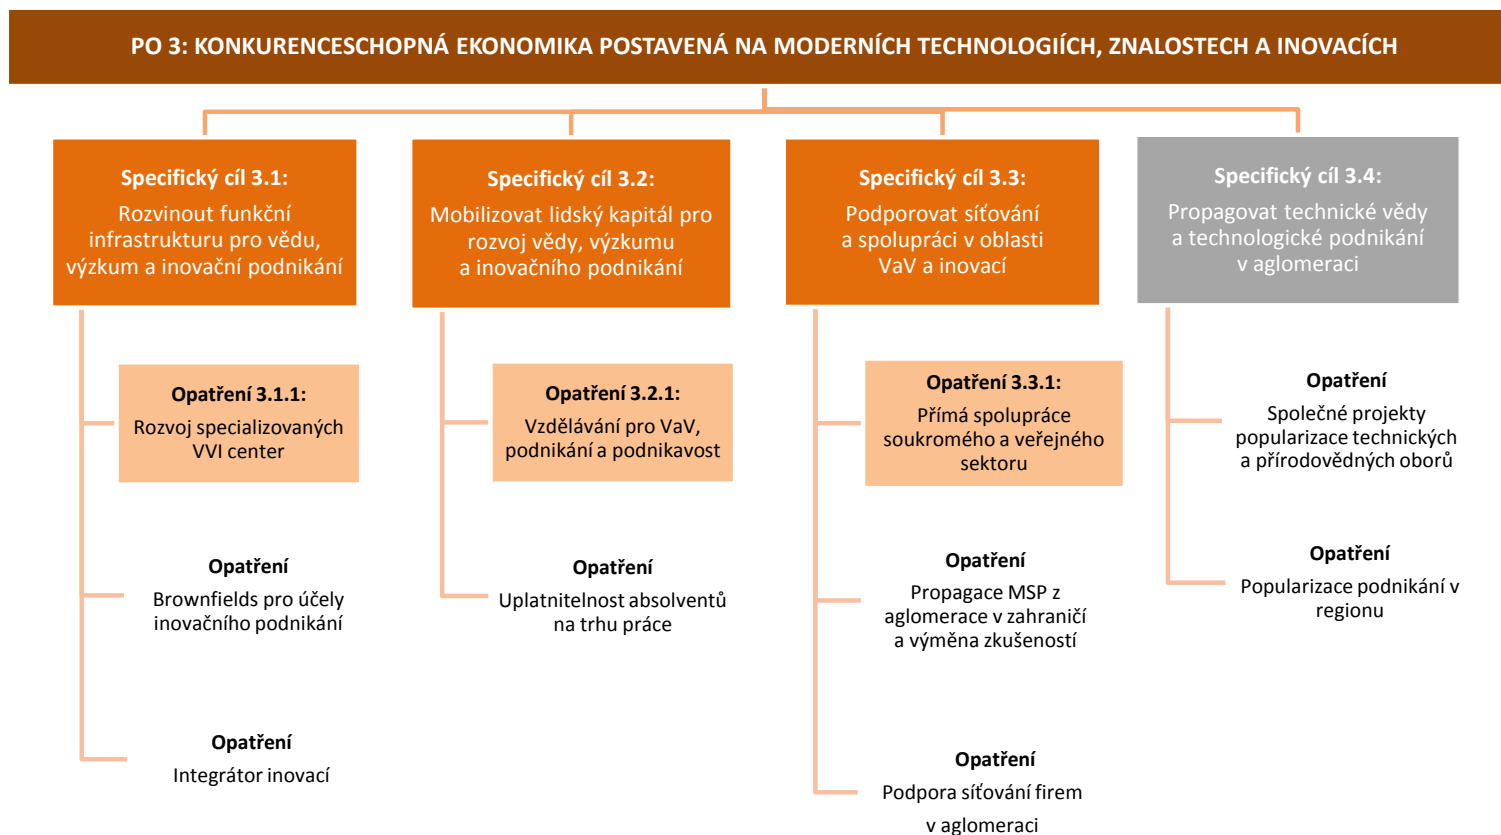 PO 3: KONKURENCESCHOPNÁ EKONOMIKA POSTAVENÁ NA MODERNÍCH TECHNOLOGIÍCH, ZNALOSTECH A INOVACÍCH
Specifický cíl 3.1:
Rozvinout funkční
infrastrukturu pro vědu,
výzkum a inovační podnikání
Opatření 3.1.1:
Rozvoj specializovaných
VVI center
Opatření
Brownfields pro účely
inovačního podnikání
Opatření
Integrátor inovací
Specifický cíl 3.2:
Mobilizovat lidský kapitál pro
rozvoj vědy, výzkumu
a inovačního podnikání
Opatření 3.2.1:
Vzdělávání pro VaV,
podnikání a podnikavost
Opatření
Uplatnitelnost absolventů
na trhu práce
Specifický cíl 3.3:
Podporovat síťování
a spolupráci v oblasti
VaV a inovací
Opatření 3.3.1:
Přímá spolupráce
soukromého a veřejného
sektoru
Opatření
Propagace MSP z
aglomerace v zahraničí
a výměna zkušeností
Opatření
Podpora síťování firem
v aglomeraci
Specifický cíl 3.4:
Propagovat technické vědy
a technologické podnikání
v aglomeraci
Opatření
Společné projekty
popularizace technických
a přírodovědných oborů
Opatření
Popularizace podnikání v
regionu